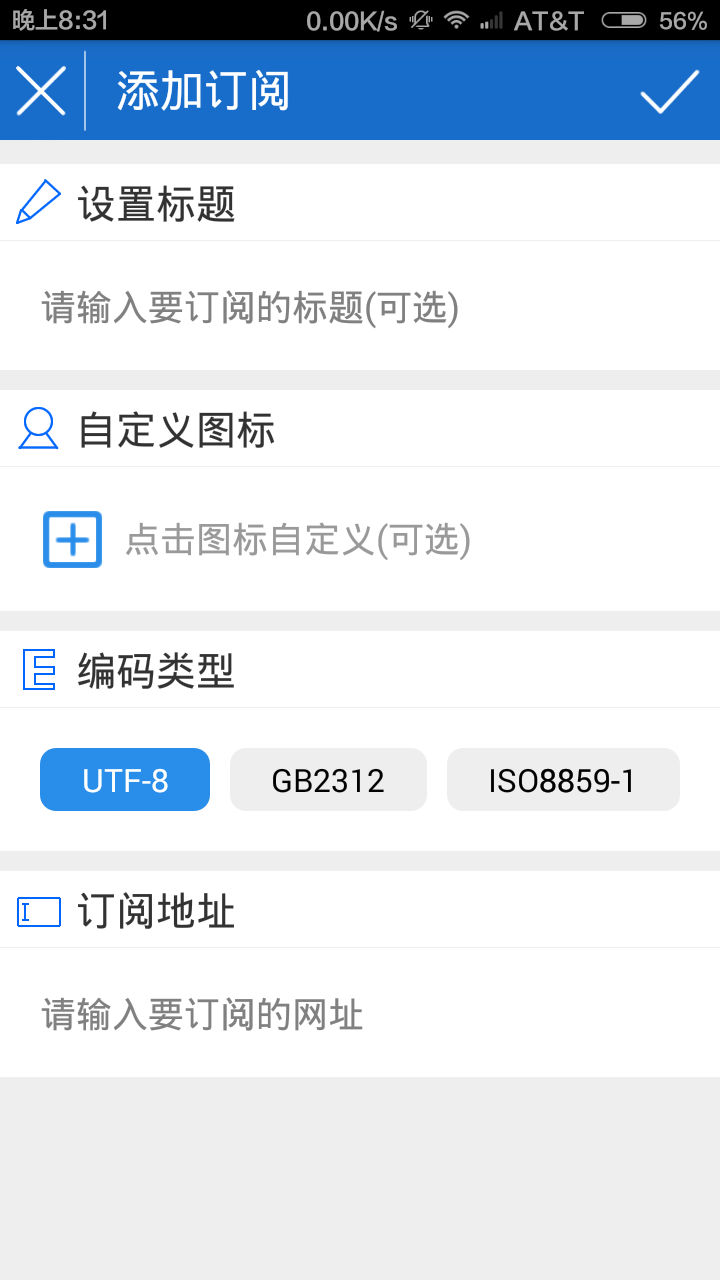 晚上8:31 0.00K/s AT&T 56%
添加订阅
设置标题
请输入要订阅的标题(可选)
自定义图标
点击图标自定义(可选)
编码类型
UTF-8 GB2312 ISO8859-1
订阅地址
请输入要订阅的网址